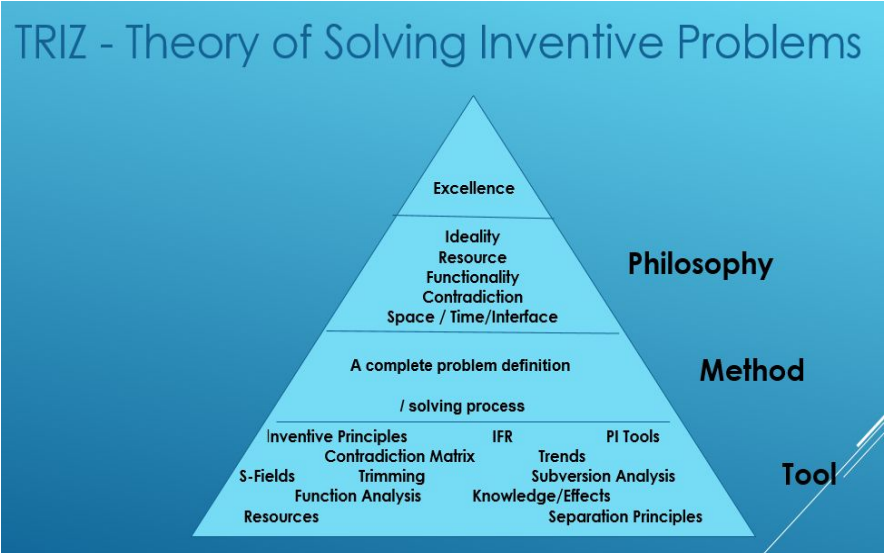 TRIZ - Theory of Solving Inventive Problems
Excellence
Ideality
Resource
Functionality
Contradiction
Space / Time/Interface
Philosophy
A complete problem definition
/ solving process
Method
Inventive Principles IFR PI Tools
Contradiction Matrix Trends
S-Fields Trimming Subversion Analysis
Function Analysis Knowledge/Effects
Resources Separation Principles
Tool